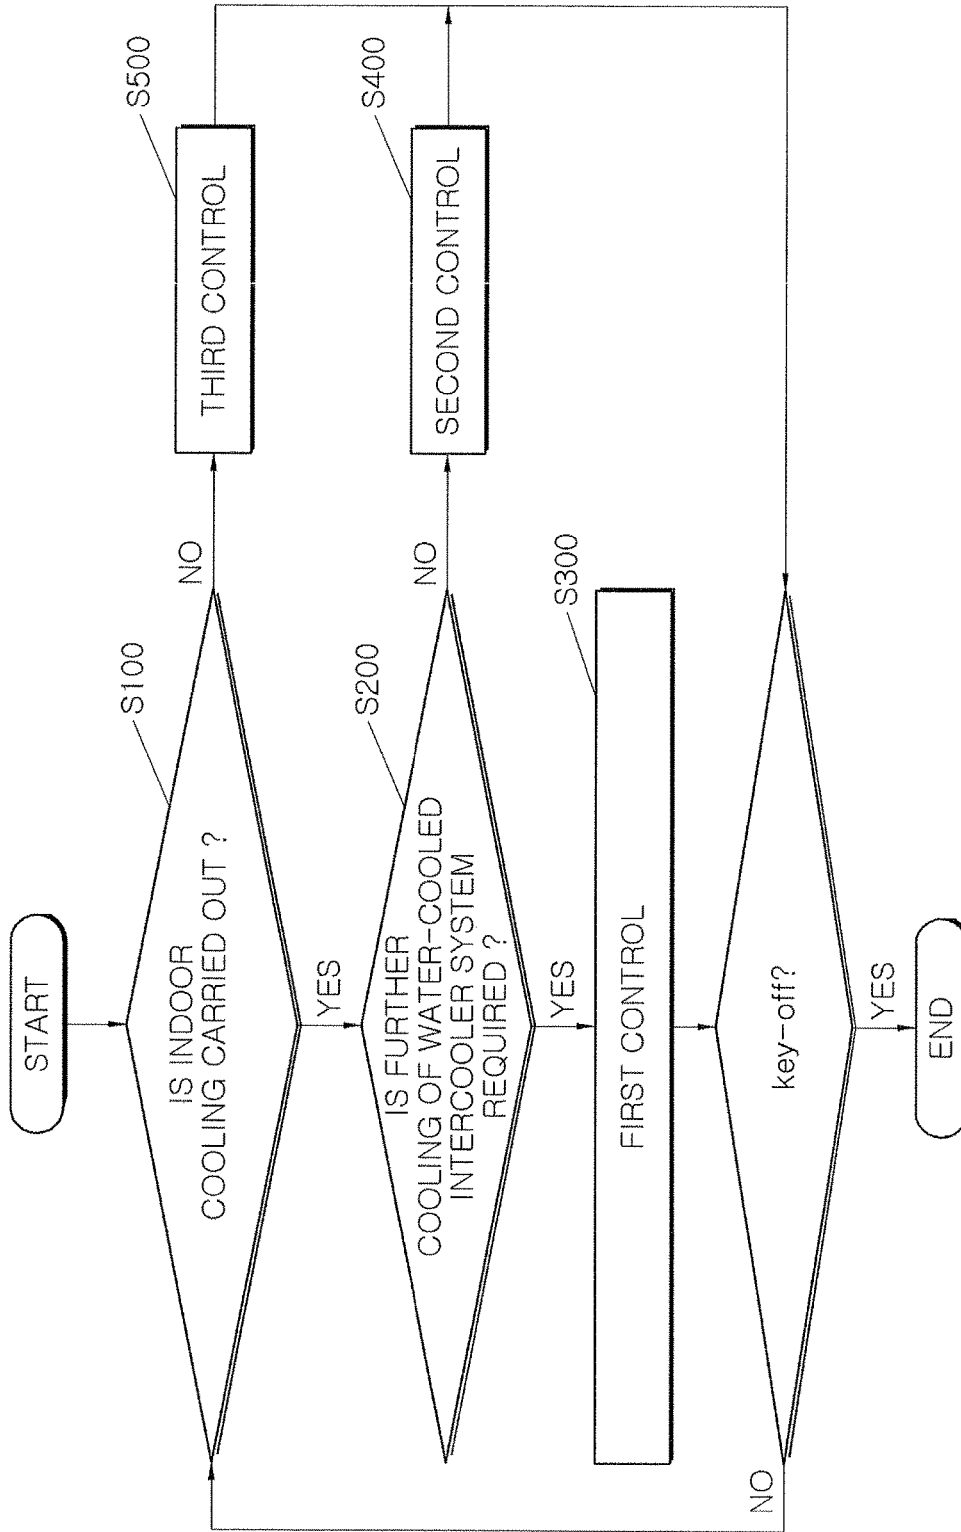 START
IS INDOOR
COOLING CARRIED OUT ?
S100
NO
THIRD CONTROL
S500
YES
IS FURTHER
COOLING OF WATER-COOLED
INTERCOOLER SYSTEM
REQUIRED ?
S200
NO
SECOND CONTROL
S400
YES
FIRST CONTROL
S300
key-off?
NO
YES
END